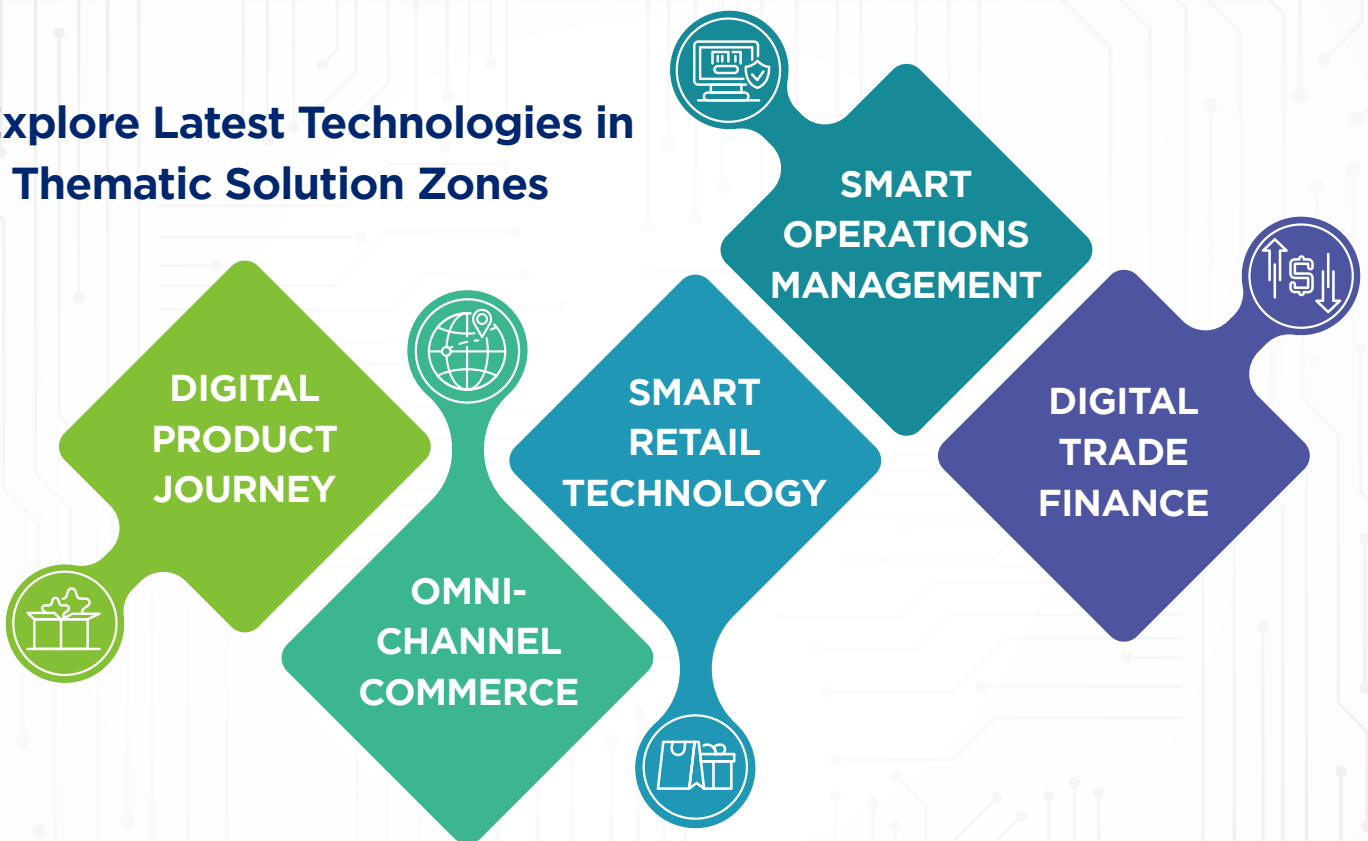 Explore Latest Technologies in
Thematic Solution Zones
DIGITAL
PRODUCT
JOURNEY
OMNI-
CHANNEL
COMMERCE
SMART
RETAIL
TECHNOLOGY
SMART
OPERATIONS
MANAGEMENT
DIGITAL
TRADE
FINANCE